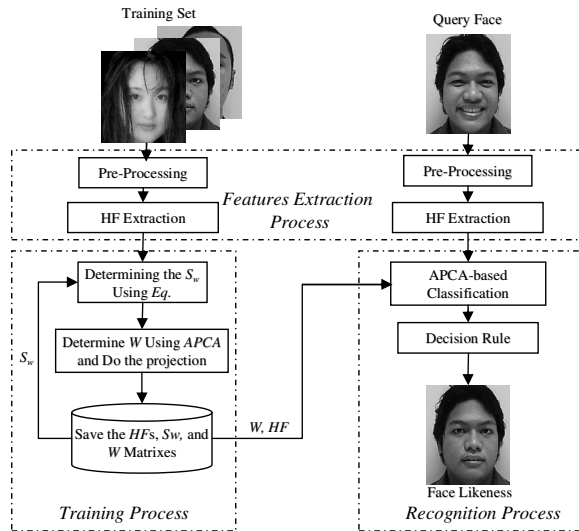 Training Set
Query Face
Pre-Processing
HF Extraction
Features Extraction
Process
Pre-Processing
HF Extraction
Determining the Sw
Using Eq.
Determine W Using APCA
and Do the projection
Sw
Save the HFs, Sw, and
W Matrixes
W, HF
Training Process
APCA-based
Classification
Decision Rule
Face Likeness
Recognition Process